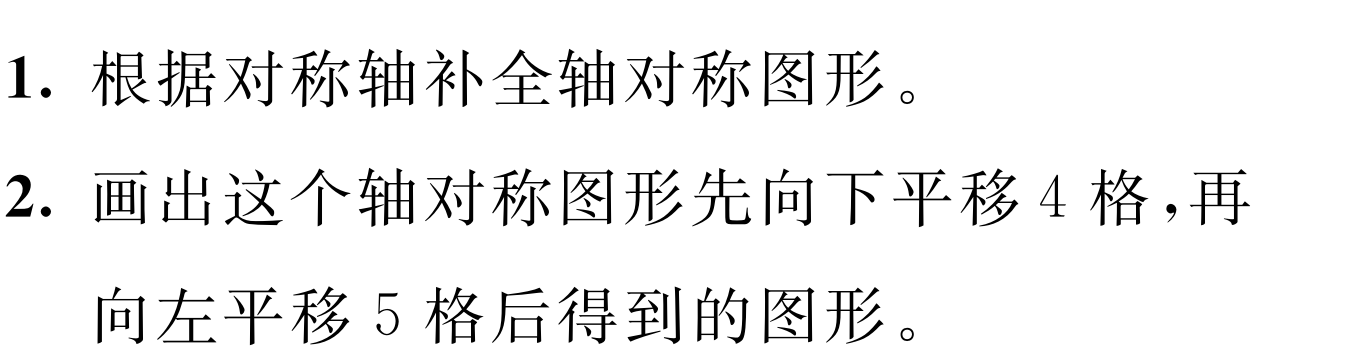 1. 根据对称轴补全轴对称图形。
2. 画出这个轴对称图形先向下平移4格,再
向左平移5格后得到的图形。